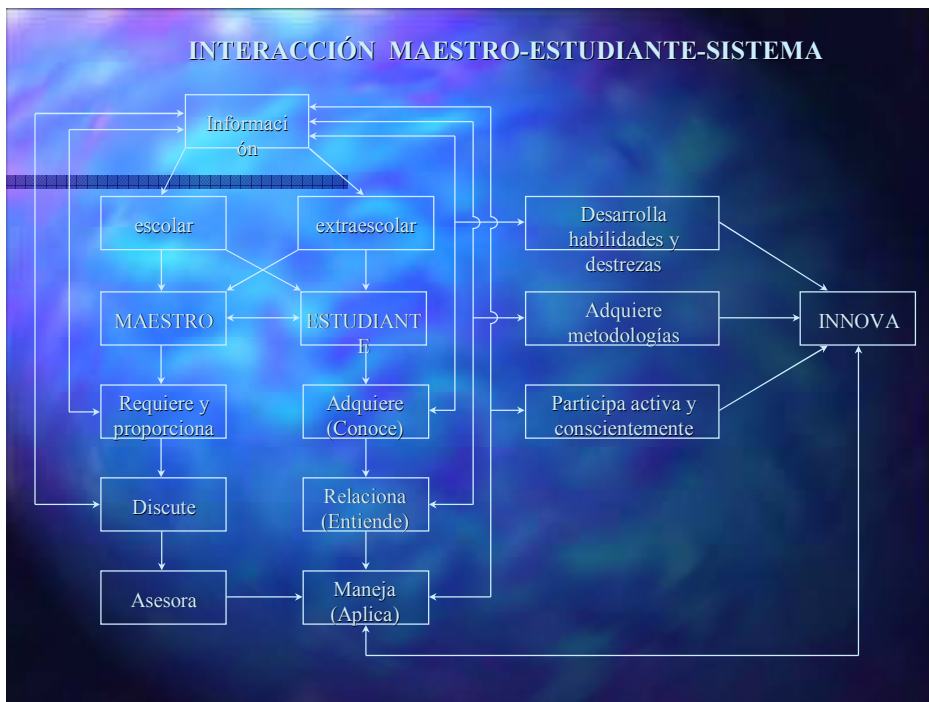 INTERACCIÓN MAESTRO-ESTUDIANTE-SISTEMA
Informaci
ón
escolar
extraescolar
Desarrolla
habilidades y
destrezas
MAESTRO
ESTUDIANT
E
Adquiere
metodologías
INNOVA
Requiere y
proporciona
Adquiere
(Conoce)
Participa activa y
conscientemente
Discute
Relaciona
(Entiende)
Asesora
Maneja
(Aplica)